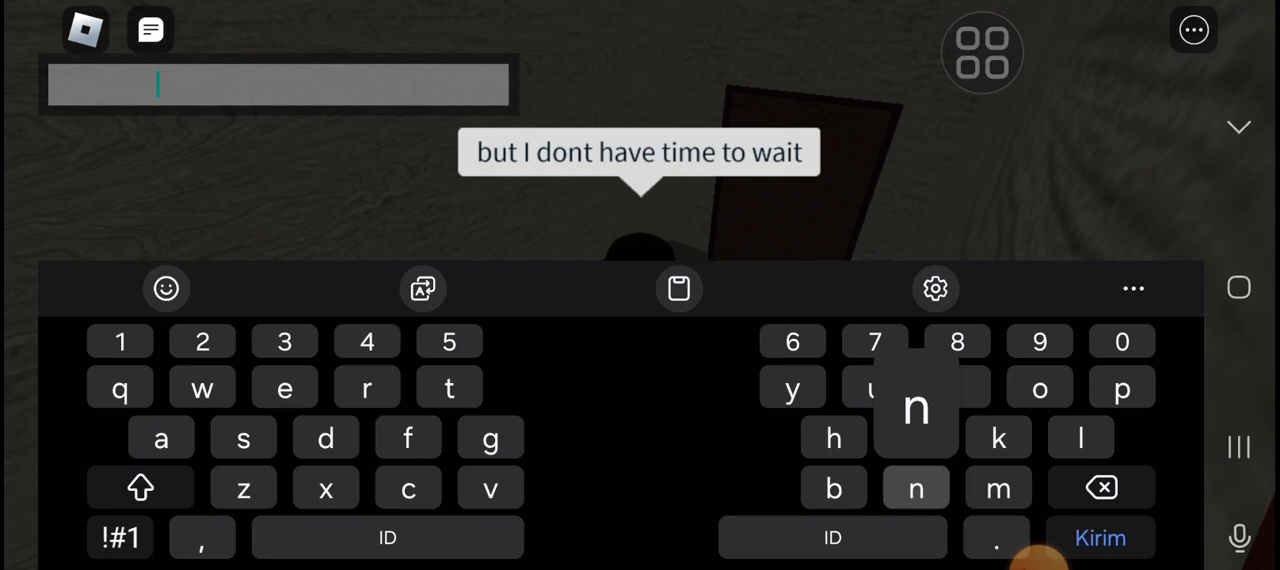 but I dont have time to wait
1 2 3 4 5 6 7 8 9 0
q w e r t y u o p
n
a s d f g h k l
z x c v b n m
!#1 , ID ID . Kirim